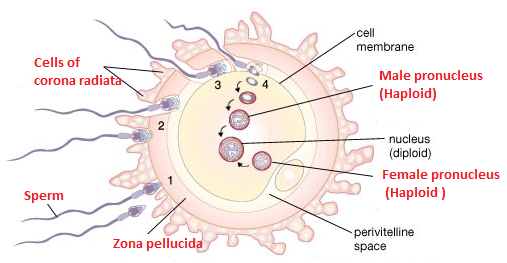 cell
membrane
Cells of
corona radiata
3
4
Male pronucleus
(Haploid)
2
nucleus
(diploid)
1
Female pronucleus
(Haploid )
Sperm
Zona pellucida
perivitelline
space